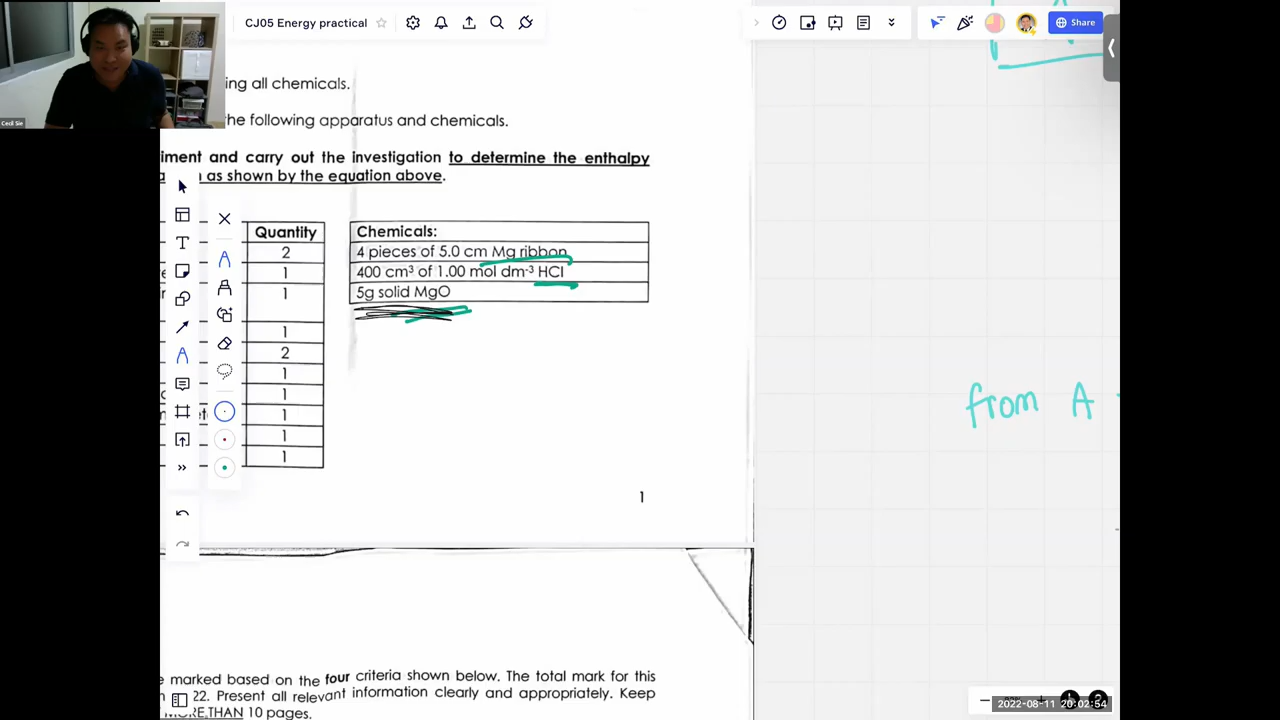 CJ05 Energy practical
Share
Cecil Sie
ing all chemicals.
the following apparatus and chemicals.
iment and carry out the investigation to determine the enthalpy
as shown by the equation above.
Quantity
2
1
1
1
2
1
1
1
1
1
Chemicals:
4 pieces of 5.0 cm Mg ribbon
400 cm³ of 1.00 mol dm-³ HCl
5g solid MgO
from A
1
e marked based on the four criteria shown below. The total mark for this
22. Present all relevant information clearly and appropriately. Keep
MORE THAN 10 pages.
2022-08-11 20:02:54